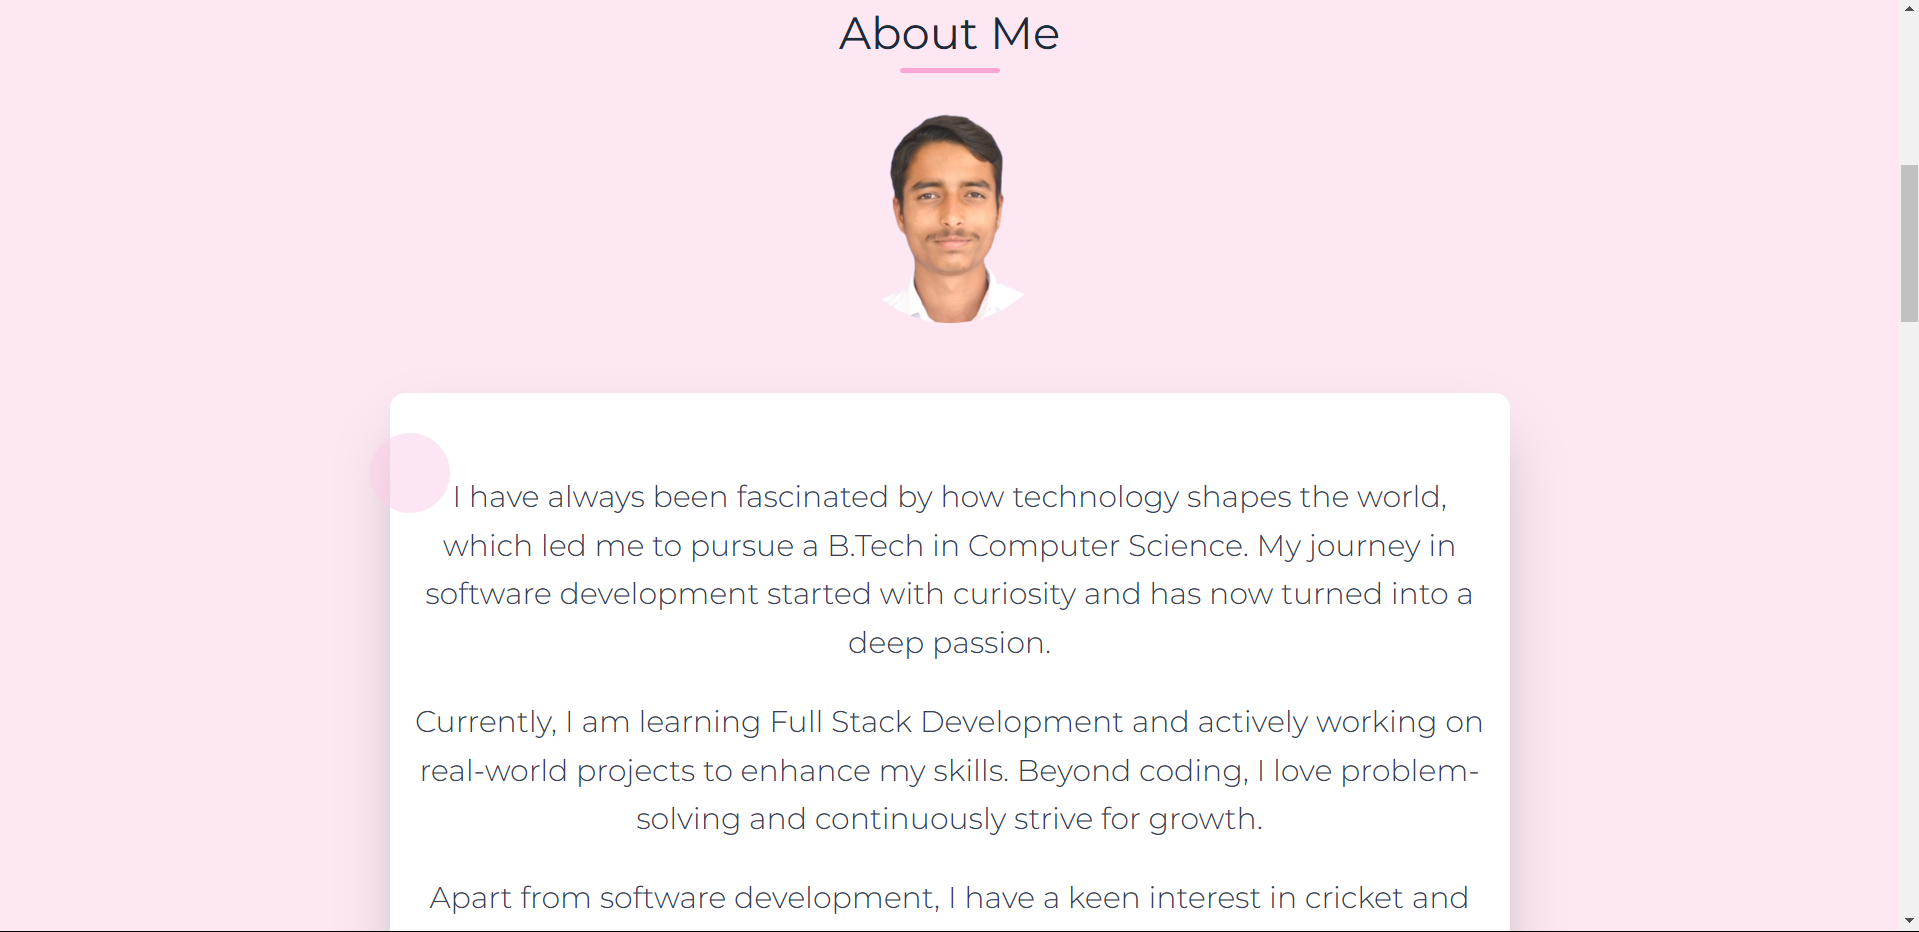 About Me
I have always been fascinated by how technology shapes the world,
which led me to pursue a B.Tech in Computer Science. My journey in
software development started with curiosity and has now turned into a
deep passion.
Currently, I am learning Full Stack Development and actively working on
real-world projects to enhance my skills. Beyond coding, I love problem-
solving and continuously strive for growth.
Apart from software development, I have a keen interest in cricket and